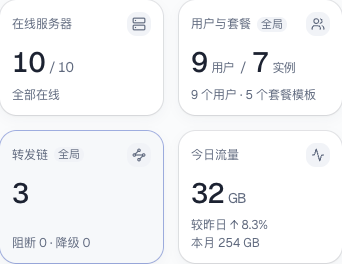 在线服务器
10 / 10
全部在线
用户与套餐 全局
9 用户 / 7 实例
9 个用户 · 5 个套餐模板
转发链 全局
3
阻断 0 · 降级 0
今日流量
32 GB
较昨日 ↑ 8.3%
本月 254 GB